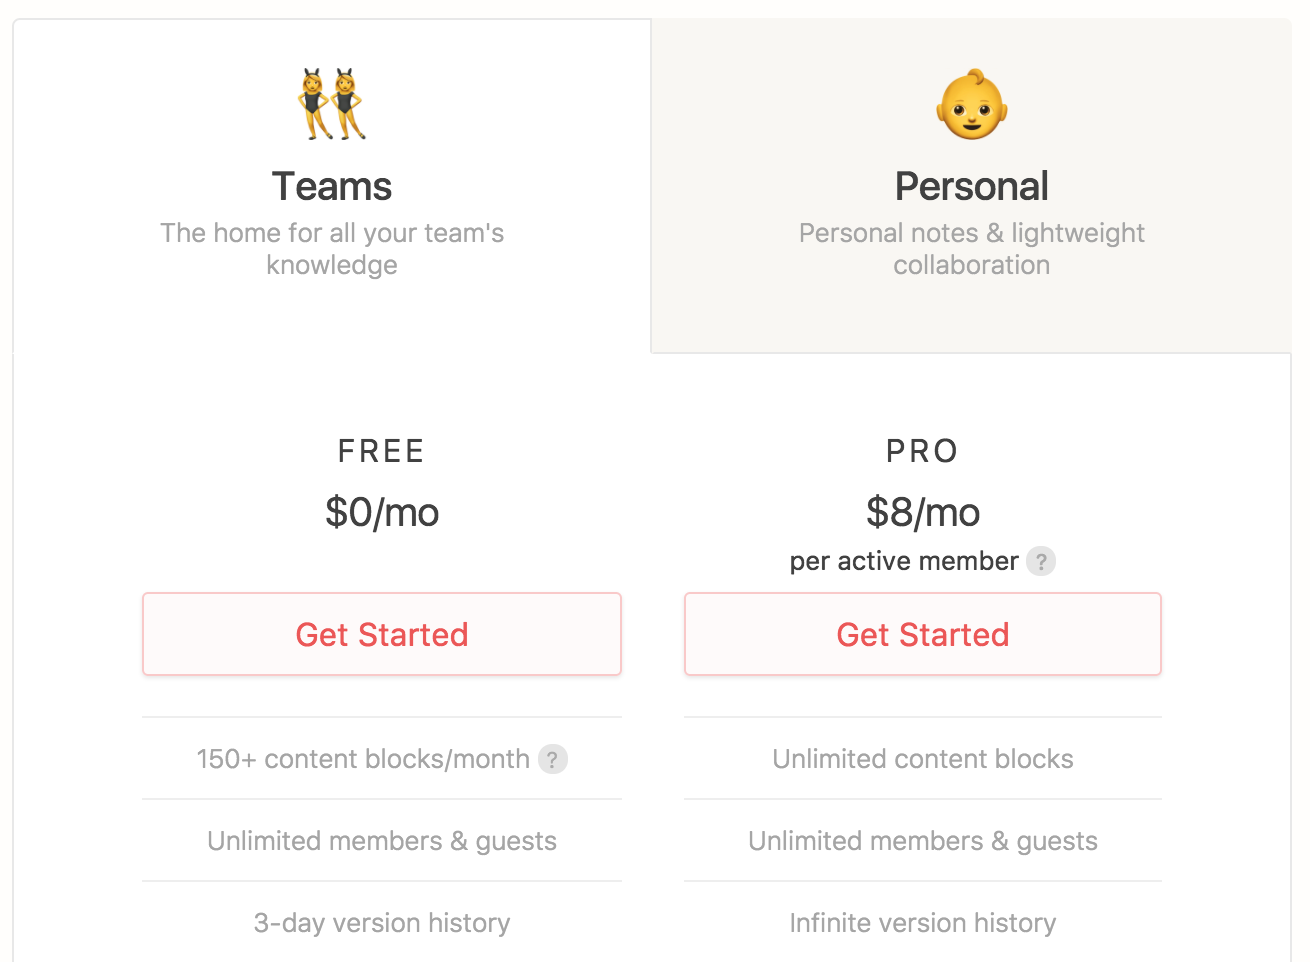 Teams
The home for all your team's
knowledge
Personal
Personal notes & lightweight
collaboration
FREE
$0/mo
Get Started
150+ content blocks/month ?
Unlimited members & guests
3-day version history
PRO
$8/mo
per active member ?
Get Started
Unlimited content blocks
Unlimited members & guests
Infinite version history